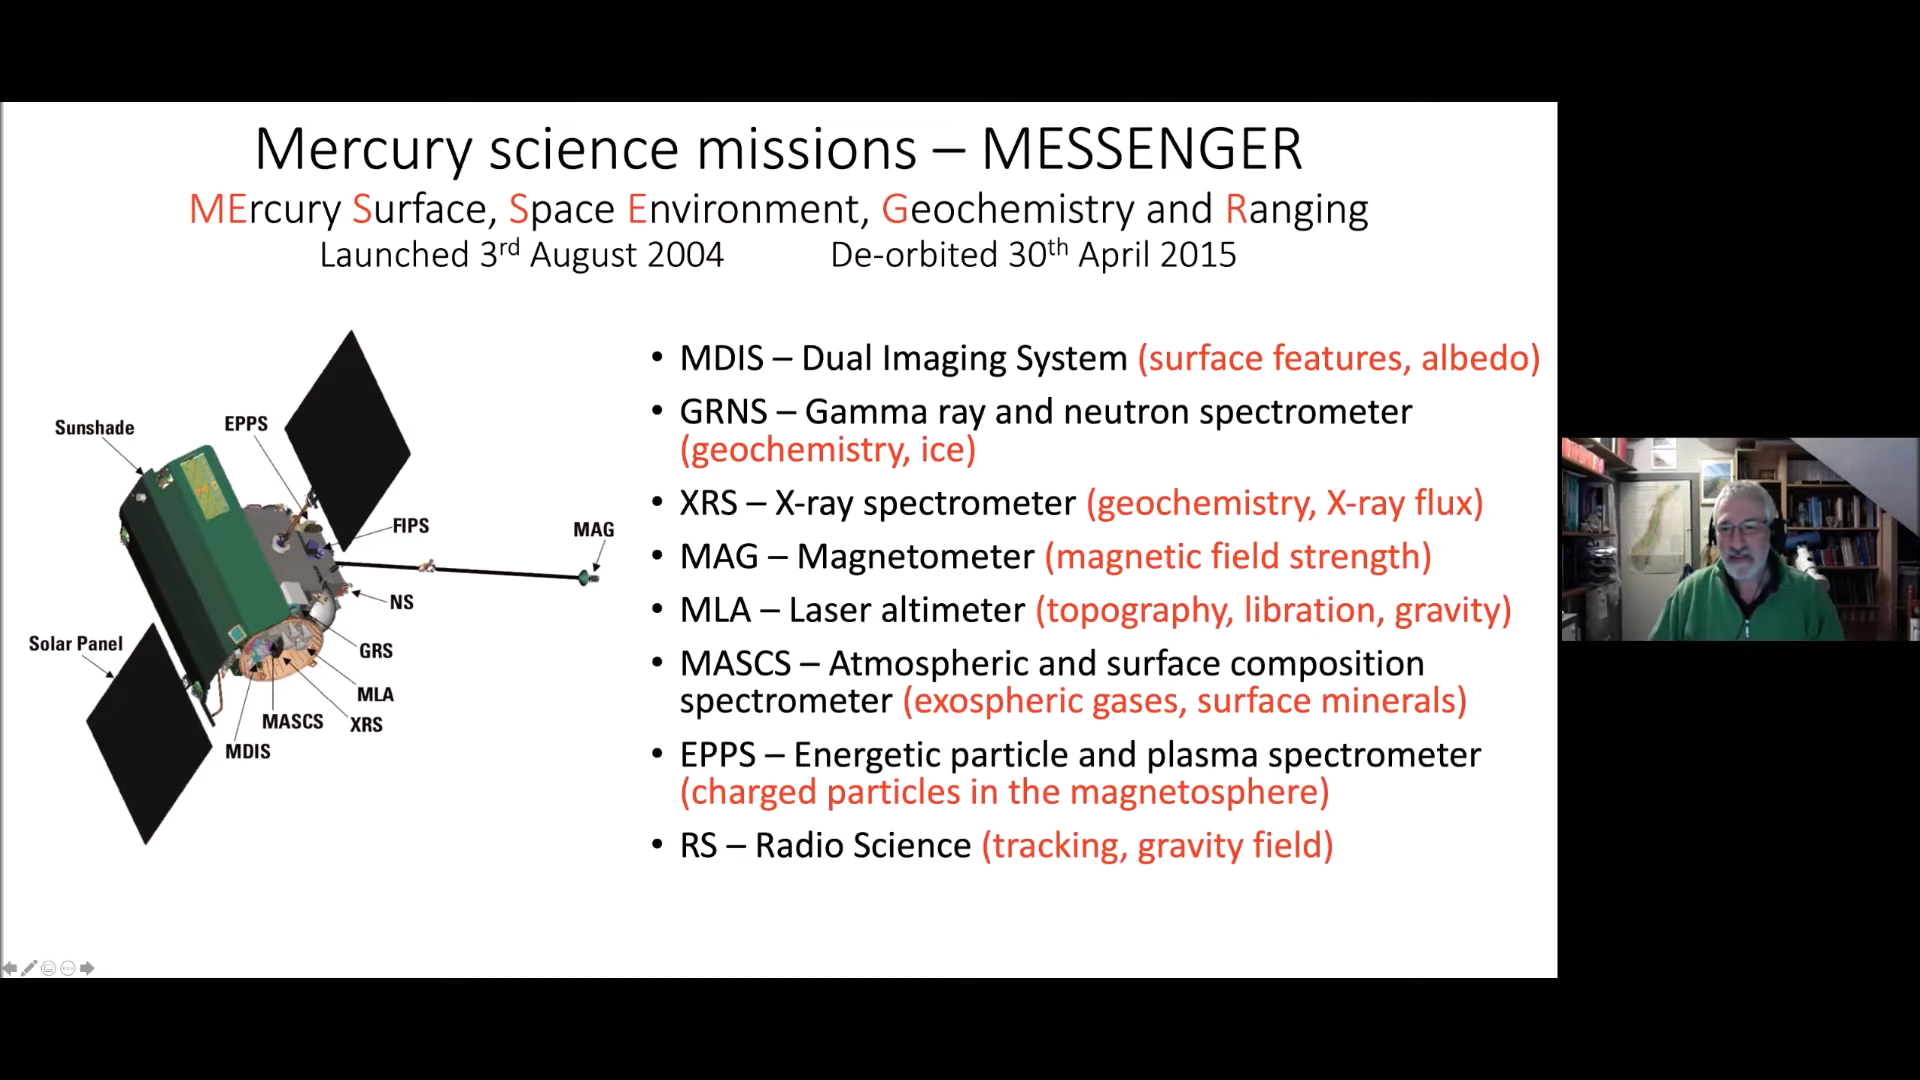 Mercury science missions – MESSENGER
MErcury Surface, Space Environment, Geochemistry and Ranging
Launched 3rd August 2004 De-orbited 30th April 2015
Sunshade
EPPS
FIPS
MAG
NS
Solar Panel
GRS
MLA
MASCS
XRS
MDIS
• MDIS – Dual Imaging System (surface features, albedo)
• GRNS – Gamma ray and neutron spectrometer
(geochemistry, ice)
• XRS – X-ray spectrometer (geochemistry, X-ray flux)
• MAG – Magnetometer (magnetic field strength)
• MLA – Laser altimeter (topography, libration, gravity)
• MASCS – Atmospheric and surface composition
spectrometer (exospheric gases, surface minerals)
• EPPS – Energetic particle and plasma spectrometer
(charged particles in the magnetosphere)
• RS – Radio Science (tracking, gravity field)